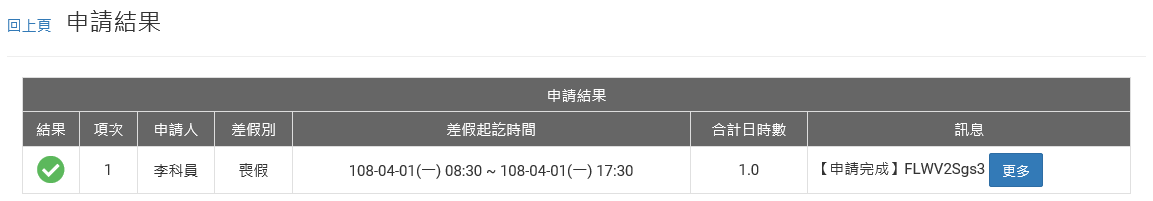 回上頁 申請結果
申請結果
結果 項次 申請人 差假別 差假起訖時間 合計日時數 訊息
1 李科員 喪假 108-04-01(一) 08:30 ~ 108-04-01(一) 17:30 1.0 【申請完成】FLWV2Sgs3 更多